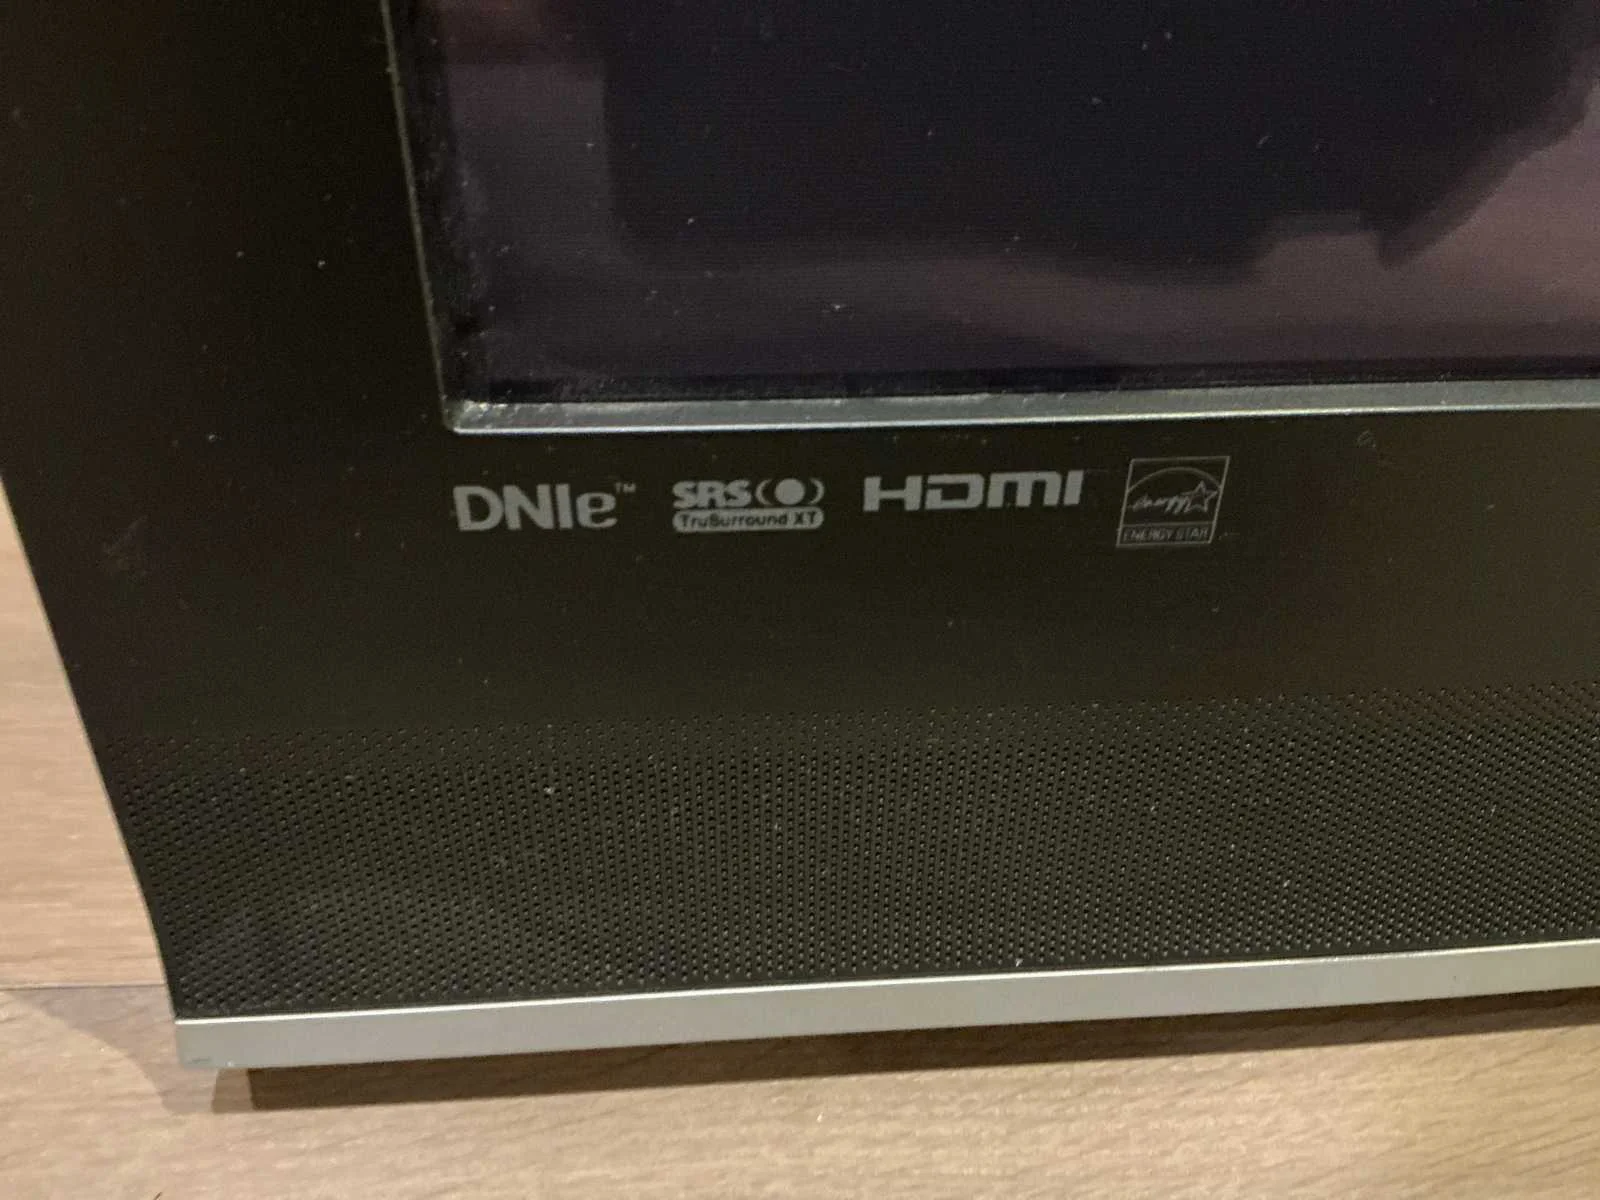 DNIe™
SRS
TruSurround XT
HDMI
energy
ENERGY STAR